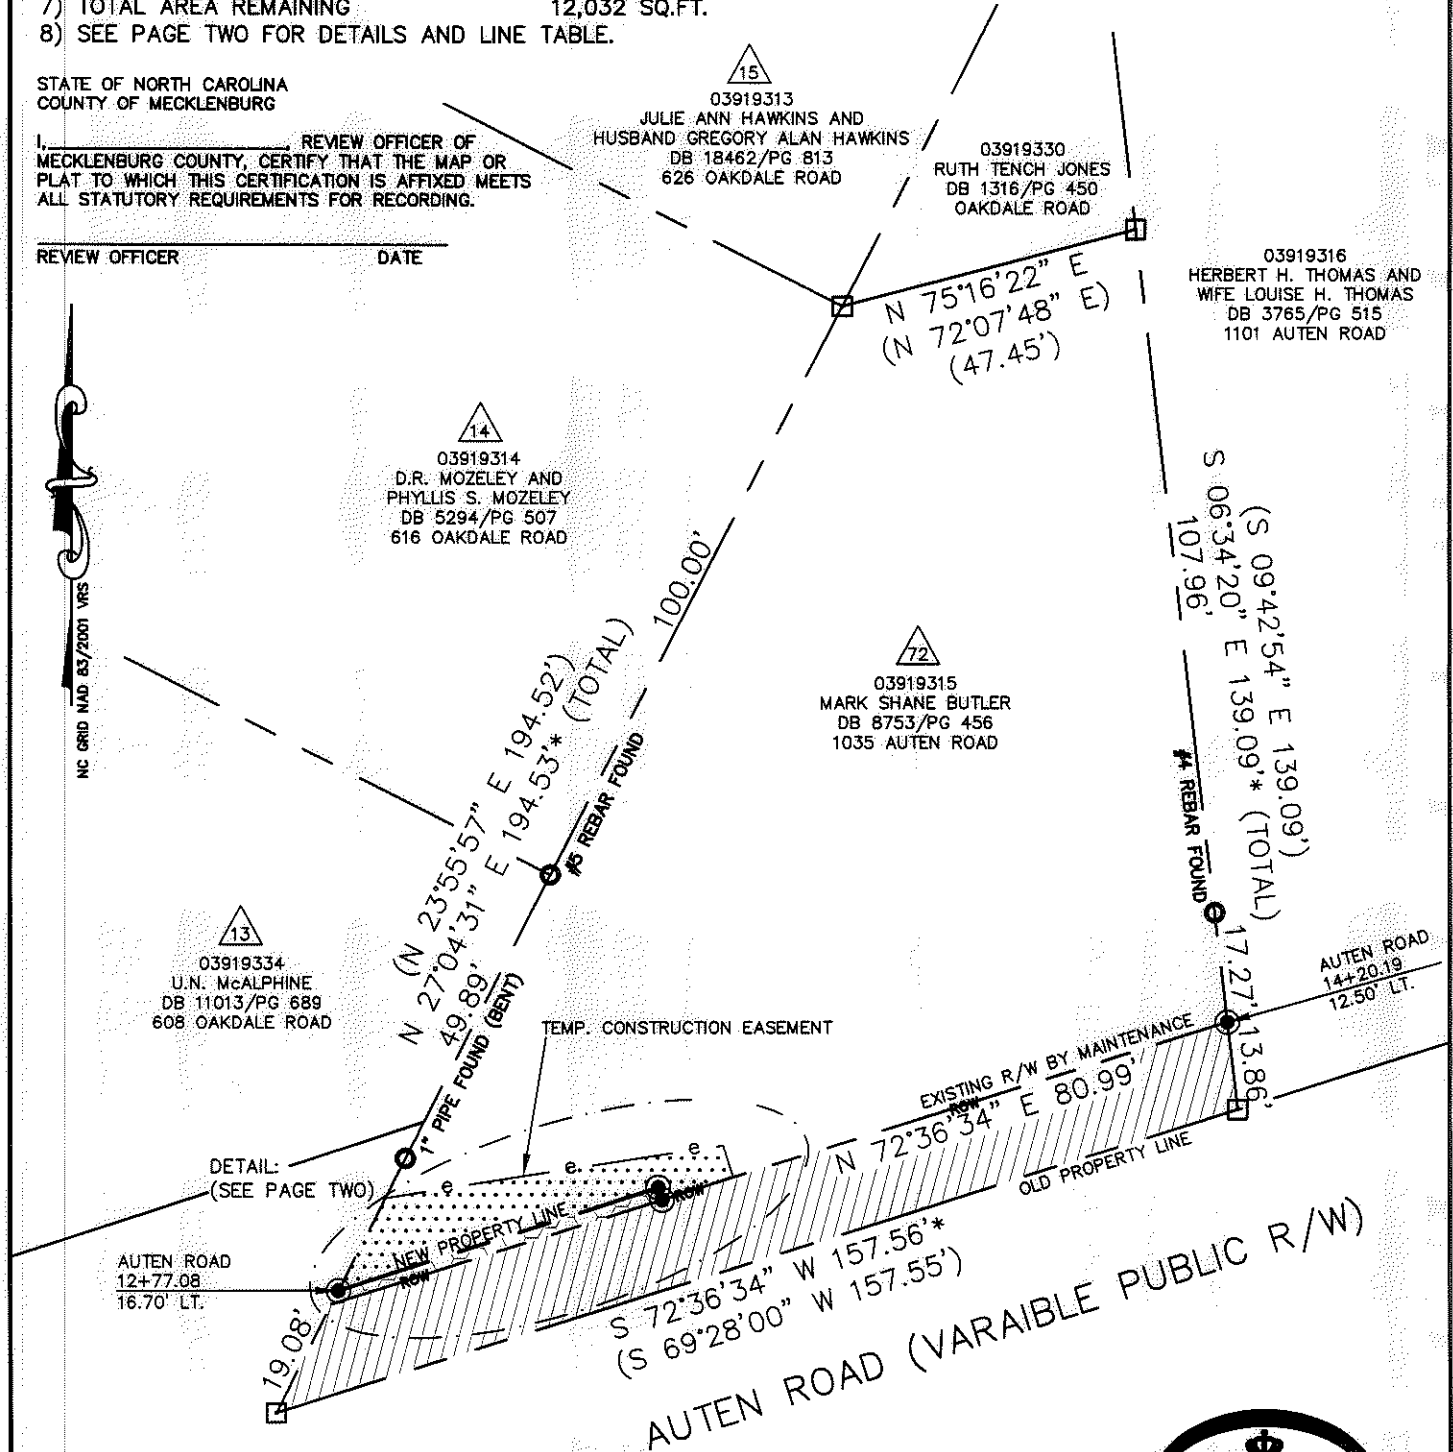 7) TOTAL AREA REMAINING 12,032 SQ.FT.
8) SEE PAGE TWO FOR DETAILS AND LINE TABLE.
STATE OF NORTH CAROLINA
COUNTY OF MECKLENBURG
I, REVIEW OFFICER OF
MECKLENBURG COUNTY, CERTIFY THAT THE MAP OR
PLAT TO WHICH THIS CERTIFICATION IS AFFIXED MEETS
ALL STATUTORY REQUIREMENTS FOR RECORDING.
REVIEW OFFICER DATE
15
03919313
JULIE ANN HAWKINS AND
HUSBAND GREGORY ALAN HAWKINS
DB 18462/PG 813
626 OAKDALE ROAD
03919330
RUTH TENCH JONES
DB 1316/PG 450
OAKDALE ROAD
03919316
HERBERT H. THOMAS AND
WIFE LOUISE H. THOMAS
DB 3765/PG 515
1101 AUTEN ROAD
N 75°16'22" E
(N 72°07'48" E)
(47.45')
NC GRID NAD 83/2001 VRS
14
03919314
D.R. MOZELEY AND
PHYLLIS S. MOZELEY
DB 5294/PG 507
616 OAKDALE ROAD
100.00'
(S 09°42'54" E 139.09')
S 06°34'20" E 139.09'* (TOTAL)
107.96'
72
03919315
MARK SHANE BUTLER
DB 8753/PG 456
1035 AUTEN ROAD
(N 23°55'57" E 194.52')
N 27°04'31" E 194.53'* (TOTAL)
49.89'
#5 REBAR FOUND
#4 REBAR FOUND
13
03919334
U.N. McALPHINE
DB 11013/PG 689
608 OAKDALE ROAD
1" PIPE FOUND (BENT)
17.27'
AUTEN ROAD
14+20.19
12.50' LT.
13.86'
TEMP. CONSTRUCTION EASEMENT
EXISTING R/W BY MAINTENANCE
ROW
N 72°36'34" E 80.99'
OLD PROPERTY LINE
DETAIL:
(SEE PAGE TWO)
e e e
NEW PROPERTY LINE
ROW
ROW
AUTEN ROAD
12+77.08
16.70' LT.
19.08'
S 72°36'34" W 157.56'*
(S 69°28'00" W 157.55')
AUTEN ROAD (VARAIBLE PUBLIC R/W)